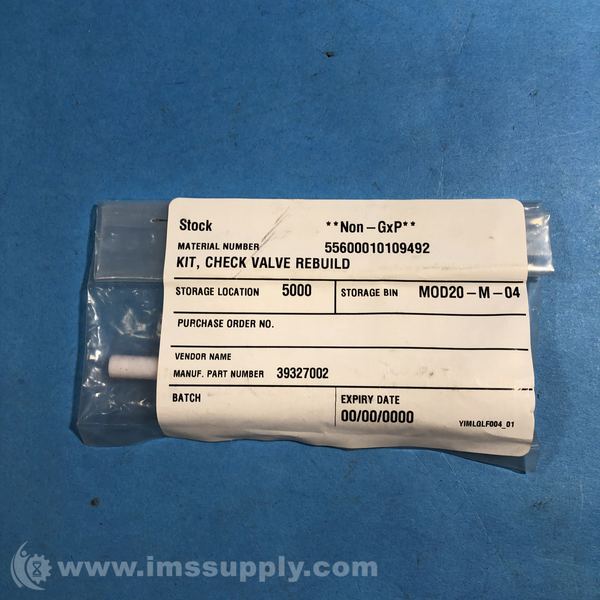 Stock **Non-GxP**
MATERIAL NUMBER 55600010109492
KIT, CHECK VALVE REBUILD
STORAGE LOCATION 5000 STORAGE BIN MOD20-M-04
PURCHASE ORDER NO.
VENDOR NAME
MANUF. PART NUMBER 39327002
BATCH EXPIRY DATE
00/00/0000 YIMLGLF004_01
www.imssupply.com